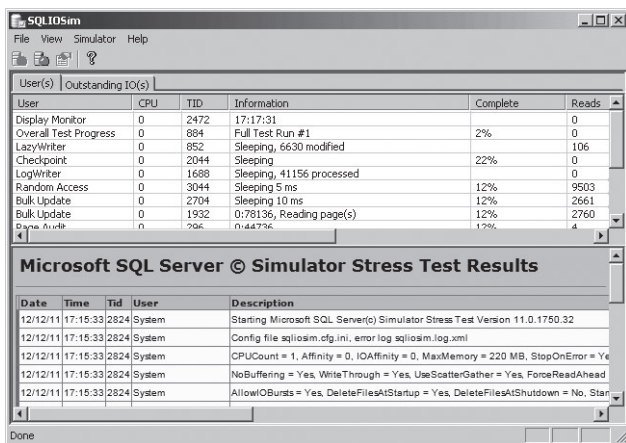 SQLIOSim
File View Simulator Help
User(s) Outstanding IO(s)
User CPU TID Information Complete Reads
Display Monitor 0 2472 17:17:31 0
Overall Test Progress 0 884 Full Test Run #1 2% 0
LazyWriter 0 852 Sleeping, 6630 modified 106
Checkpoint 0 2044 Sleeping 22% 0
LogWriter 0 1688 Sleeping, 41156 processed 0
Random Access 0 3044 Sleeping 5 ms 12% 9503
Bulk Update 0 2704 Sleeping 10 ms 12% 2661
Bulk Update 0 1932 0:78136, Reading page(s) 12% 2760
Page Audit 0 296 0:44736 12% 4
Microsoft SQL Server © Simulator Stress Test Results
Date Time Tid User Description
12/12/11 17:15:33 2824 System Starting Microsoft SQL Server(c) Simulator Stress Test Version 11.0.1750.32
12/12/11 17:15:33 2824 System Config file sqliosim.cfg.ini, error log sqliosim.log.xml
12/12/11 17:15:33 2824 System CPUCount = 1, Affinity = 0, IOAffinity = 0, MaxMemory = 220 MB, StopOnError = Ye
12/12/11 17:15:33 2824 System NoBuffering = Yes, WriteThrough = Yes, UseScatterGather = Yes, ForceReadAhead
12/12/11 17:15:33 2824 System AllowIOBursts = Yes, DeleteFilesAtStartup = Yes, DeleteFilesAtShutdown = No, Stan
Done